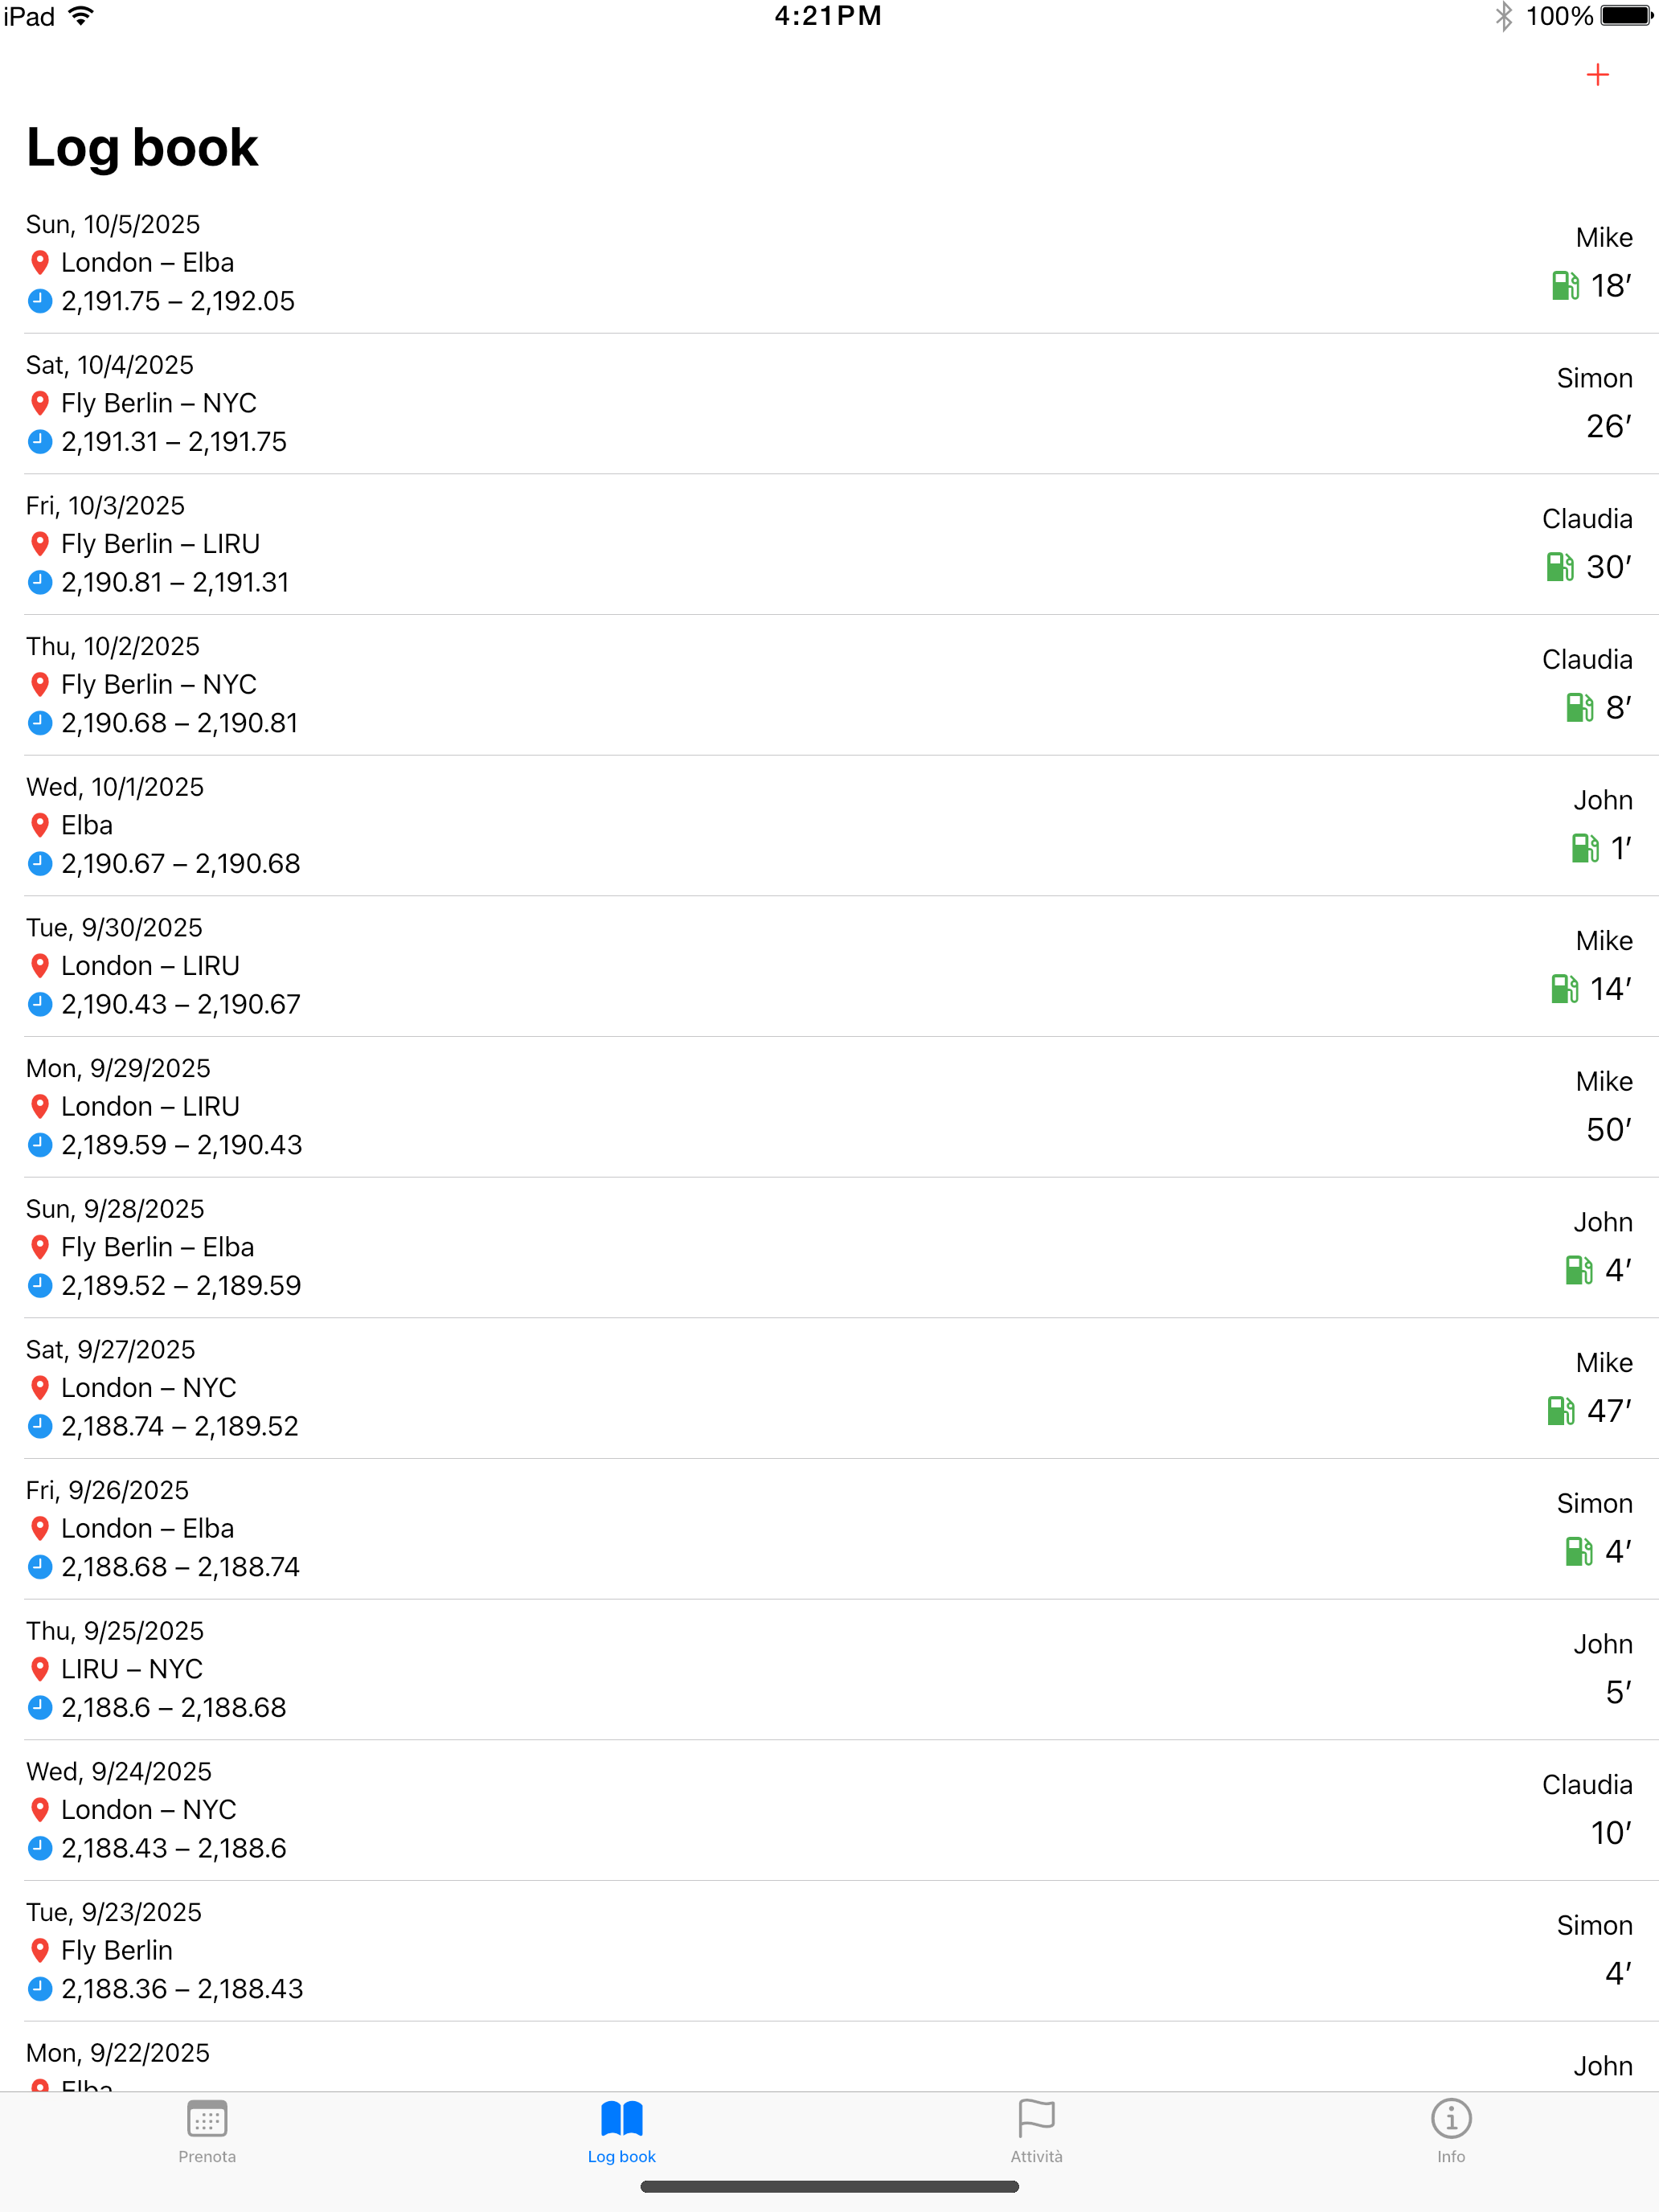 iPad 4:21PM 100%
+
Log book
Sun, 10/5/2025
Mike
London – Elba
18′
2,191.75 – 2,192.05
Sat, 10/4/2025
Simon
Fly Berlin – NYC
26′
2,191.31 – 2,191.75
Fri, 10/3/2025
Claudia
Fly Berlin – LIRU
30′
2,190.81 – 2,191.31
Thu, 10/2/2025
Claudia
Fly Berlin – NYC
8′
2,190.68 – 2,190.81
Wed, 10/1/2025
John
Elba
1′
2,190.67 – 2,190.68
Tue, 9/30/2025
Mike
London – LIRU
14′
2,190.43 – 2,190.67
Mon, 9/29/2025
Mike
London – LIRU
50′
2,189.59 – 2,190.43
Sun, 9/28/2025
John
Fly Berlin – Elba
4′
2,189.52 – 2,189.59
Sat, 9/27/2025
Mike
London – NYC
47′
2,188.74 – 2,189.52
Fri, 9/26/2025
Simon
London – Elba
4′
2,188.68 – 2,188.74
Thu, 9/25/2025
John
LIRU – NYC
5′
2,188.6 – 2,188.68
Wed, 9/24/2025
Claudia
London – NYC
10′
2,188.43 – 2,188.6
Tue, 9/23/2025
Simon
Fly Berlin
4′
2,188.36 – 2,188.43
Mon, 9/22/2025
John
Elba
Prenota Log book Attività Info